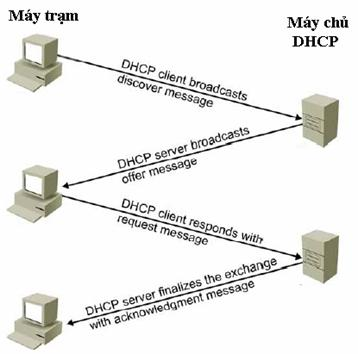 Máy trạm
Máy chủ
DHCP
DHCP client broadcasts
discover message
DHCP server broadcasts
offer message
DHCP client responds with
request message
DHCP server finalizes the exchange
with acknowledgment message